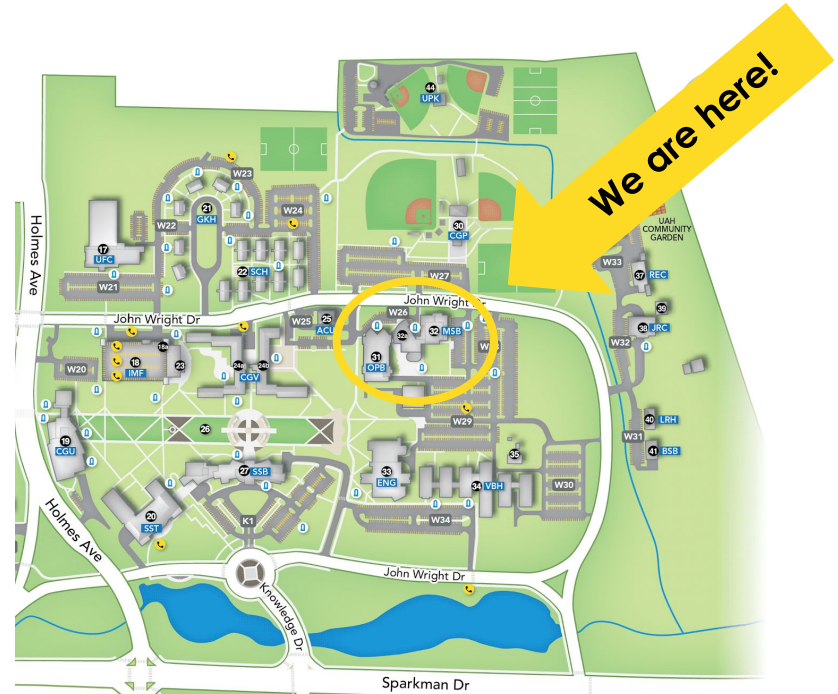 We are here!
44
UPK
W23
21
GKH
W24
W22
17
UFC
22 SCH
W21
30
CGP
W27
UAH
COMMUNITY
GARDEN
W33
37 REC
39
38 JRC
W32
Holmes Ave
John Wright Dr
John Wright Dr
W25
25
ACU
W26
32a
32 MSB
31
OPB
W20
18a
18
IMF
23
24a
24b
CGV
26
W29
19
CGU
27 SSB
33
ENG
35
34 VBH
W30
40 LRH
W31
41 BSB
20
SST
K1
W34
Holmes Ave
John Wright Dr
Knowledge Dr
Sparkman Dr